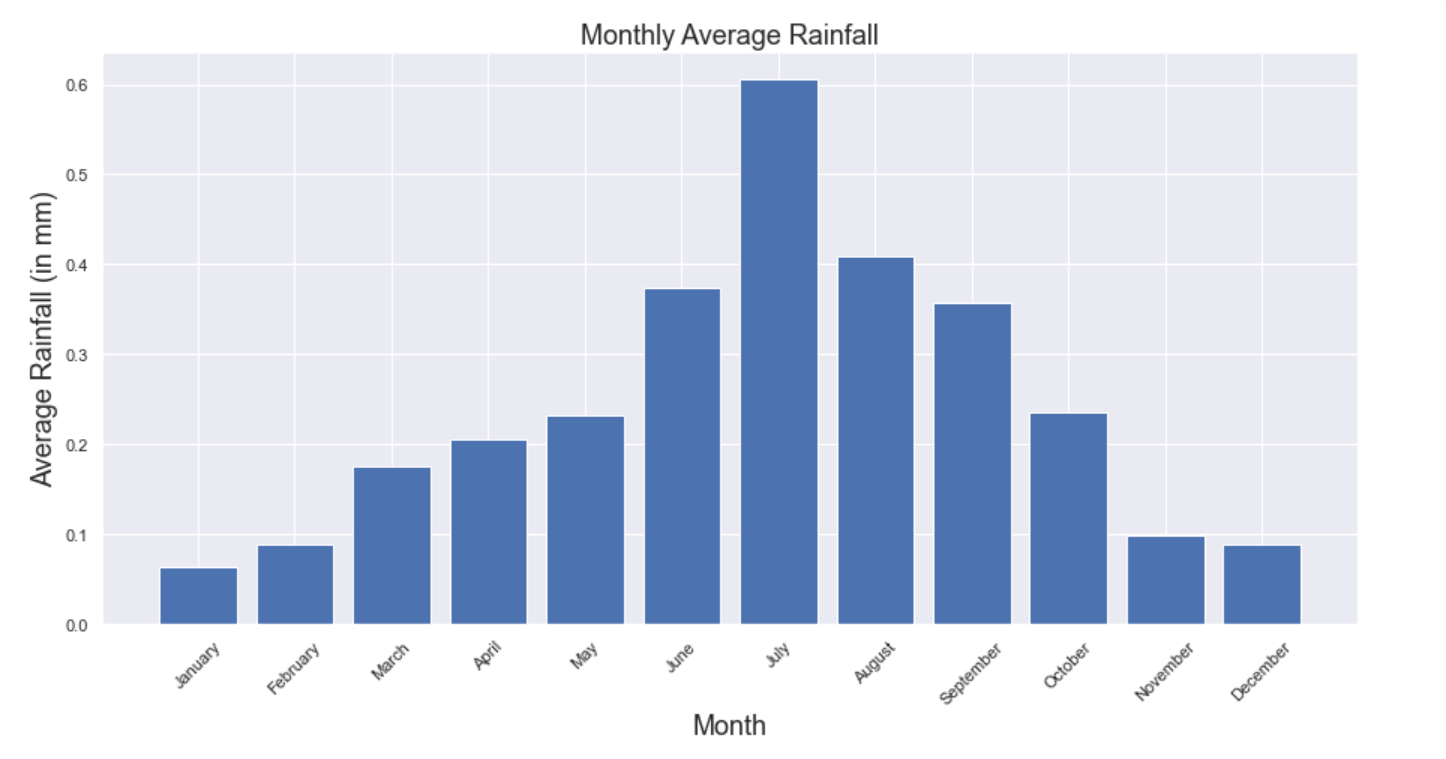 Monthly Average Rainfall
Average Rainfall (in mm)
0.6
0.5
0.4
0.3
0.2
0.1
0.0
January
February
March
April
May
June
July
August
September
October
November
December
Month